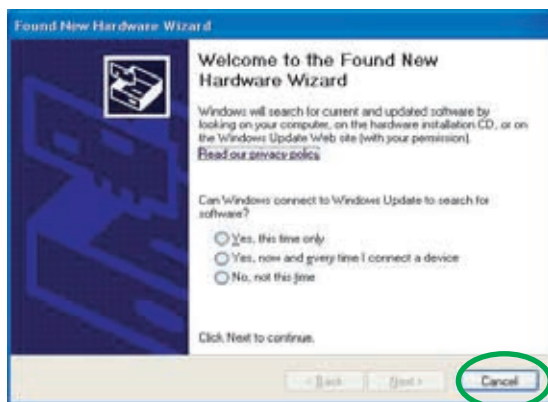 Found New Hardware Wizard
Welcome to the Found New
Hardware Wizard
Windows will search for current and updated software by
looking on your computer, on the hardware installation CD, or on
the Windows Update Web site (with your permission).
Read our privacy policy
Can Windows connect to Windows Update to search for
software?
Yes, this time only
Yes, now and every time I connect a device
No, not this time
Click Next to continue.
< Back Next > Cancel